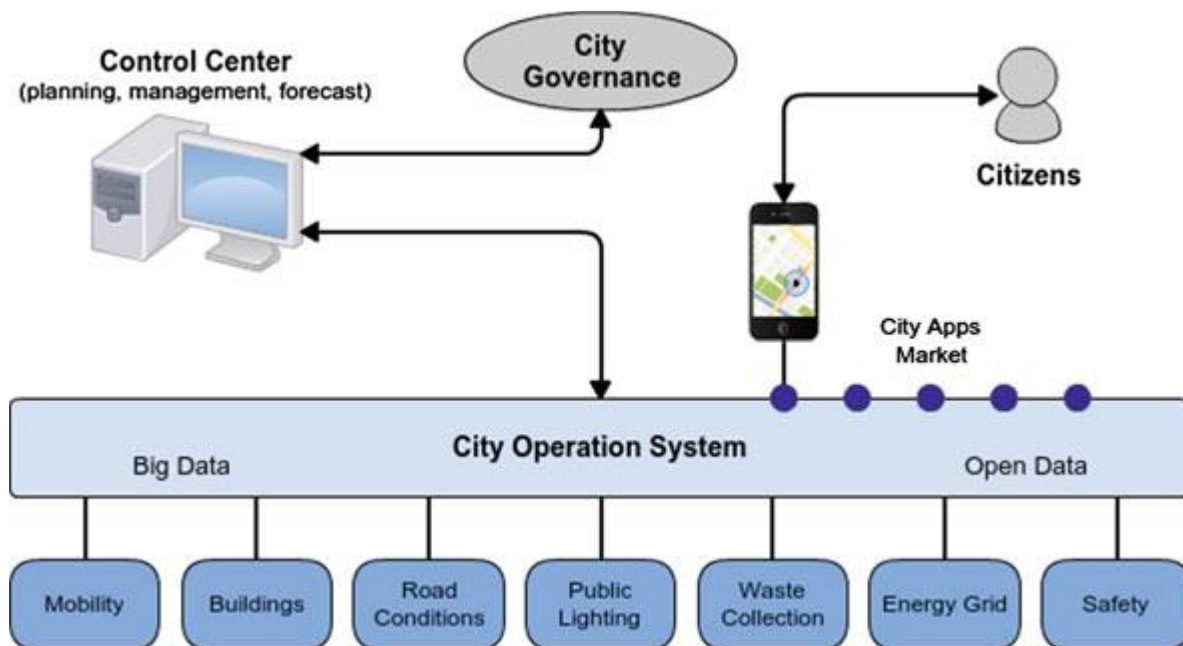 Control Center
(planning, management, forecast)
City
Governance
Citizens
City Apps
Market
City Operation System
Big Data
Open Data
Mobility
Buildings
Road
Conditions
Public
Lighting
Waste
Collection
Energy Grid
Safety